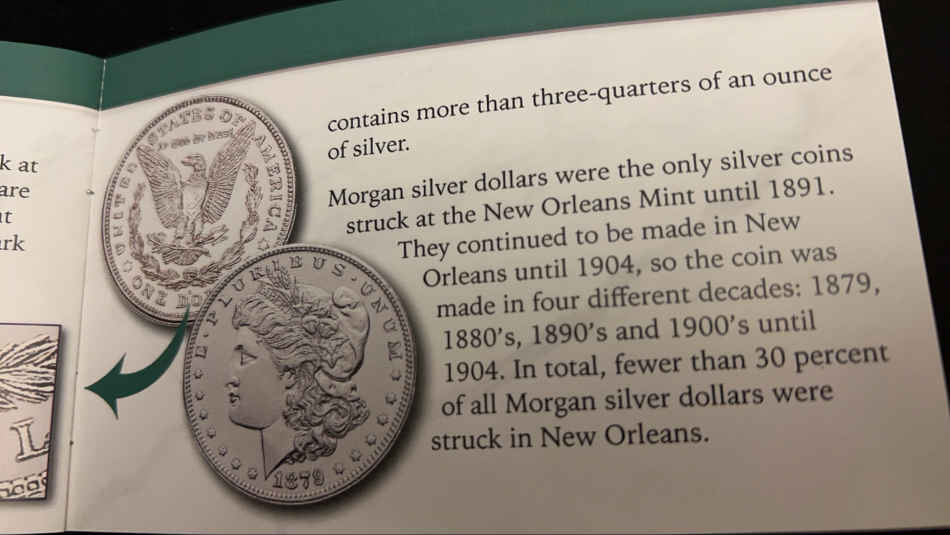 k at
are
rk
contains more than three-quarters of an ounce
of silver.
Morgan silver dollars were the only silver coins
struck at the New Orleans Mint until 1891.
They continued to be made in New
Orleans until 1904, so the coin was
made in four different decades: 1879,
1880's, 1890's and 1900's until
1904. In total, fewer than 30 percent
of all Morgan silver dollars were
struck in New Orleans.
UNITED STATES OF AMERICA
ONE DO
E·PLURIBUS·UNUM
1879